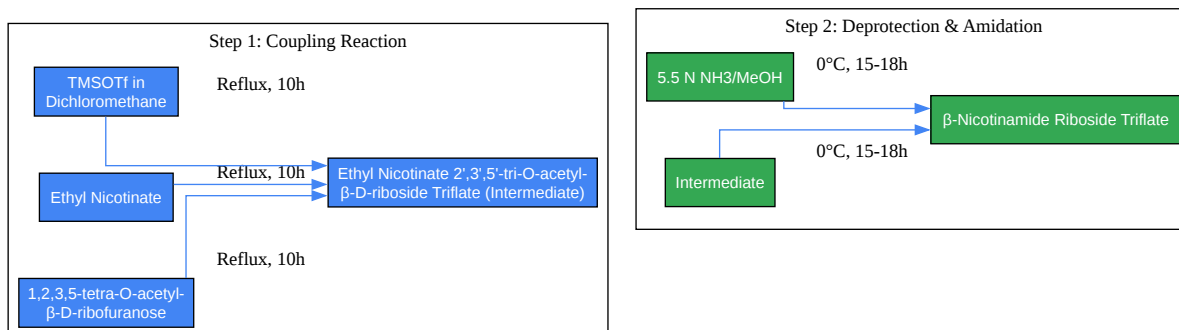 Step 1: Coupling Reaction
TMSOTf in
Dichloromethane
Reflux, 10h
Ethyl Nicotinate
Reflux, 10h
Ethyl Nicotinate 2',3',5'-tri-O-acetyl-
β-D-riboside Triflate (Intermediate)
Reflux, 10h
1,2,3,5-tetra-O-acetyl-
β-D-ribofuranose
Step 2: Deprotection & Amidation
0°C, 15-18h
5.5 N NH3/MeOH
β-Nicotinamide Riboside Triflate
0°C, 15-18h
Intermediate